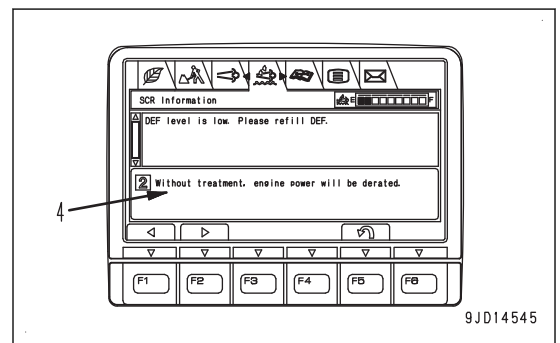 SCR Information E F
DEF level is low. Please refill DEF.
2 Without treatment, engine power will be derated.
4
F1 F2 F3 F4 F5 F6
9JD14545